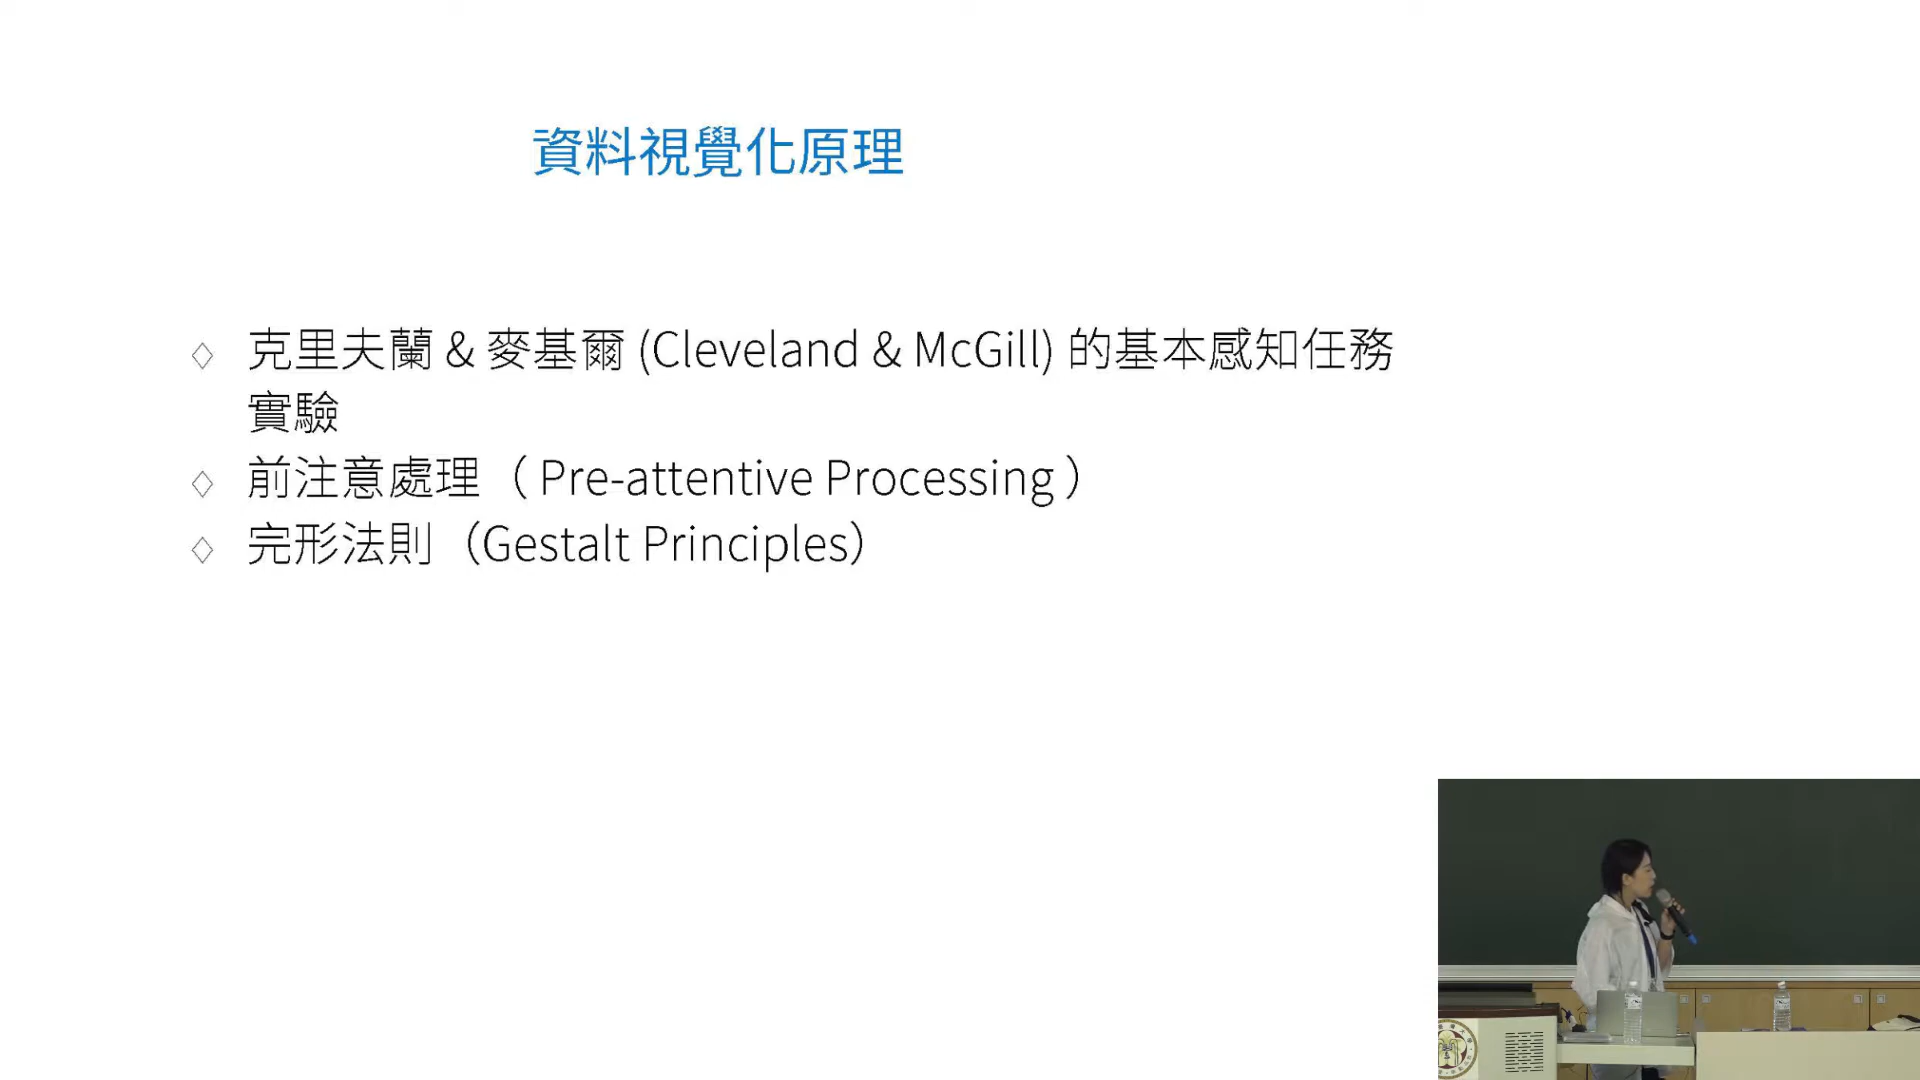 資料視覺化原理
♢ 克里夫蘭 & 麥基爾 (Cleveland & McGill) 的基本感知任務
實驗
♢ 前注意處理（ Pre-attentive Processing ）
♢ 完形法則（Gestalt Principles）